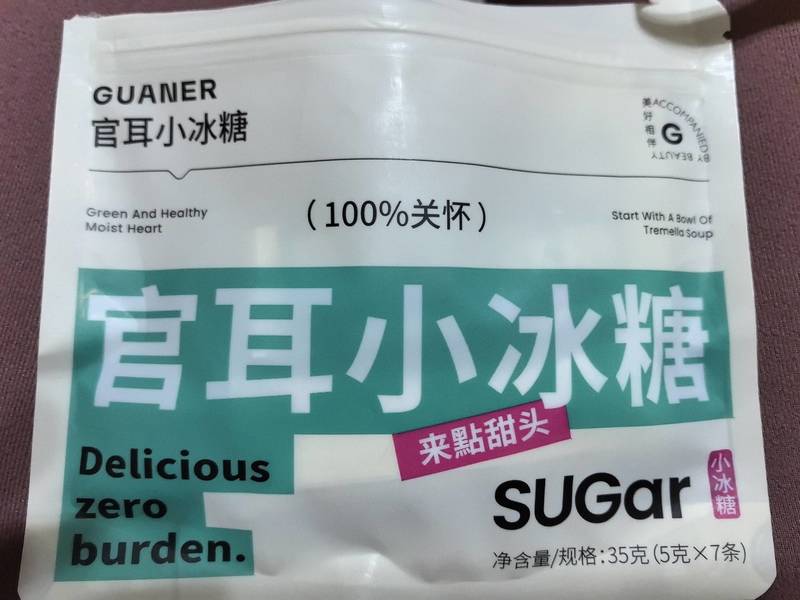 GUANER
官耳小冰糖
美好相伴
ACCOMPANIED BY BEAUTY
G
Green And Healthy
Moist Heart
（100%关怀）
Start With A Bowl Of
Tremella Soup
官耳小冰糖
来點甜头
Delicious
zero
burden.
SUGar
小冰糖
净含量/规格：35克（5克×7条）